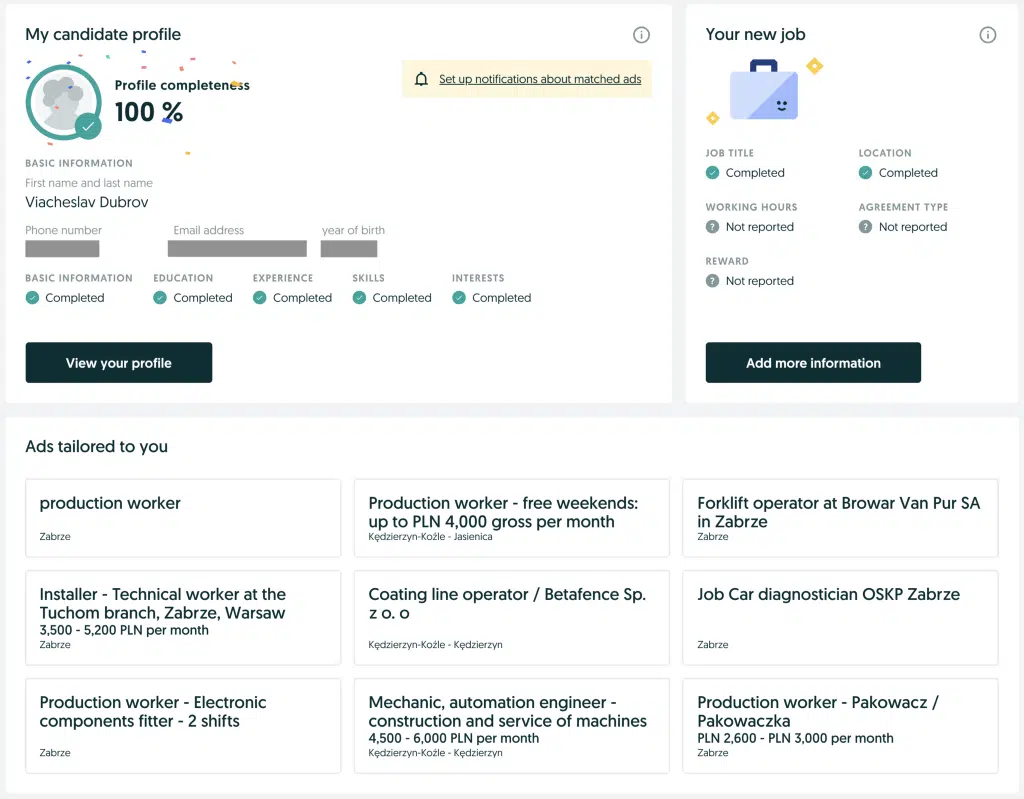 My candidate profile
Profile completeness
100 %
Set up notifications about matched ads
BASIC INFORMATION
First name and last name
Viacheslav Dubrov
Phone number
Email address
year of birth
BASIC INFORMATION
Completed
EDUCATION
Completed
EXPERIENCE
Completed
SKILLS
Completed
INTERESTS
Completed
View your profile
Your new job
JOB TITLE
Completed
LOCATION
Completed
WORKING HOURS
Not reported
AGREEMENT TYPE
Not reported
REWARD
Not reported
Add more information
Ads tailored to you
production worker
Zabrze
Production worker - free weekends:
up to PLN 4,000 gross per month
Kędzierzyn-Koźle - Jasienica
Forklift operator at Browar Van Pur SA
in Zabrze
Zabrze
Installer - Technical worker at the
Tuchom branch, Zabrze, Warsaw
3,500 - 5,200 PLN per month
Zabrze
Coating line operator / Betafence Sp.
z o. o
Kędzierzyn-Koźle - Kędzierzyn
Job Car diagnostician OSKP Zabrze
Zabrze
Production worker - Electronic
components fitter - 2 shifts
Zabrze
Mechanic, automation engineer -
construction and service of machines
4,500 - 6,000 PLN per month
Kędzierzyn-Koźle - Kędzierzyn
Production worker - Pakowacz /
Pakowaczka
PLN 2,600 - PLN 3,000 per month
Zabrze